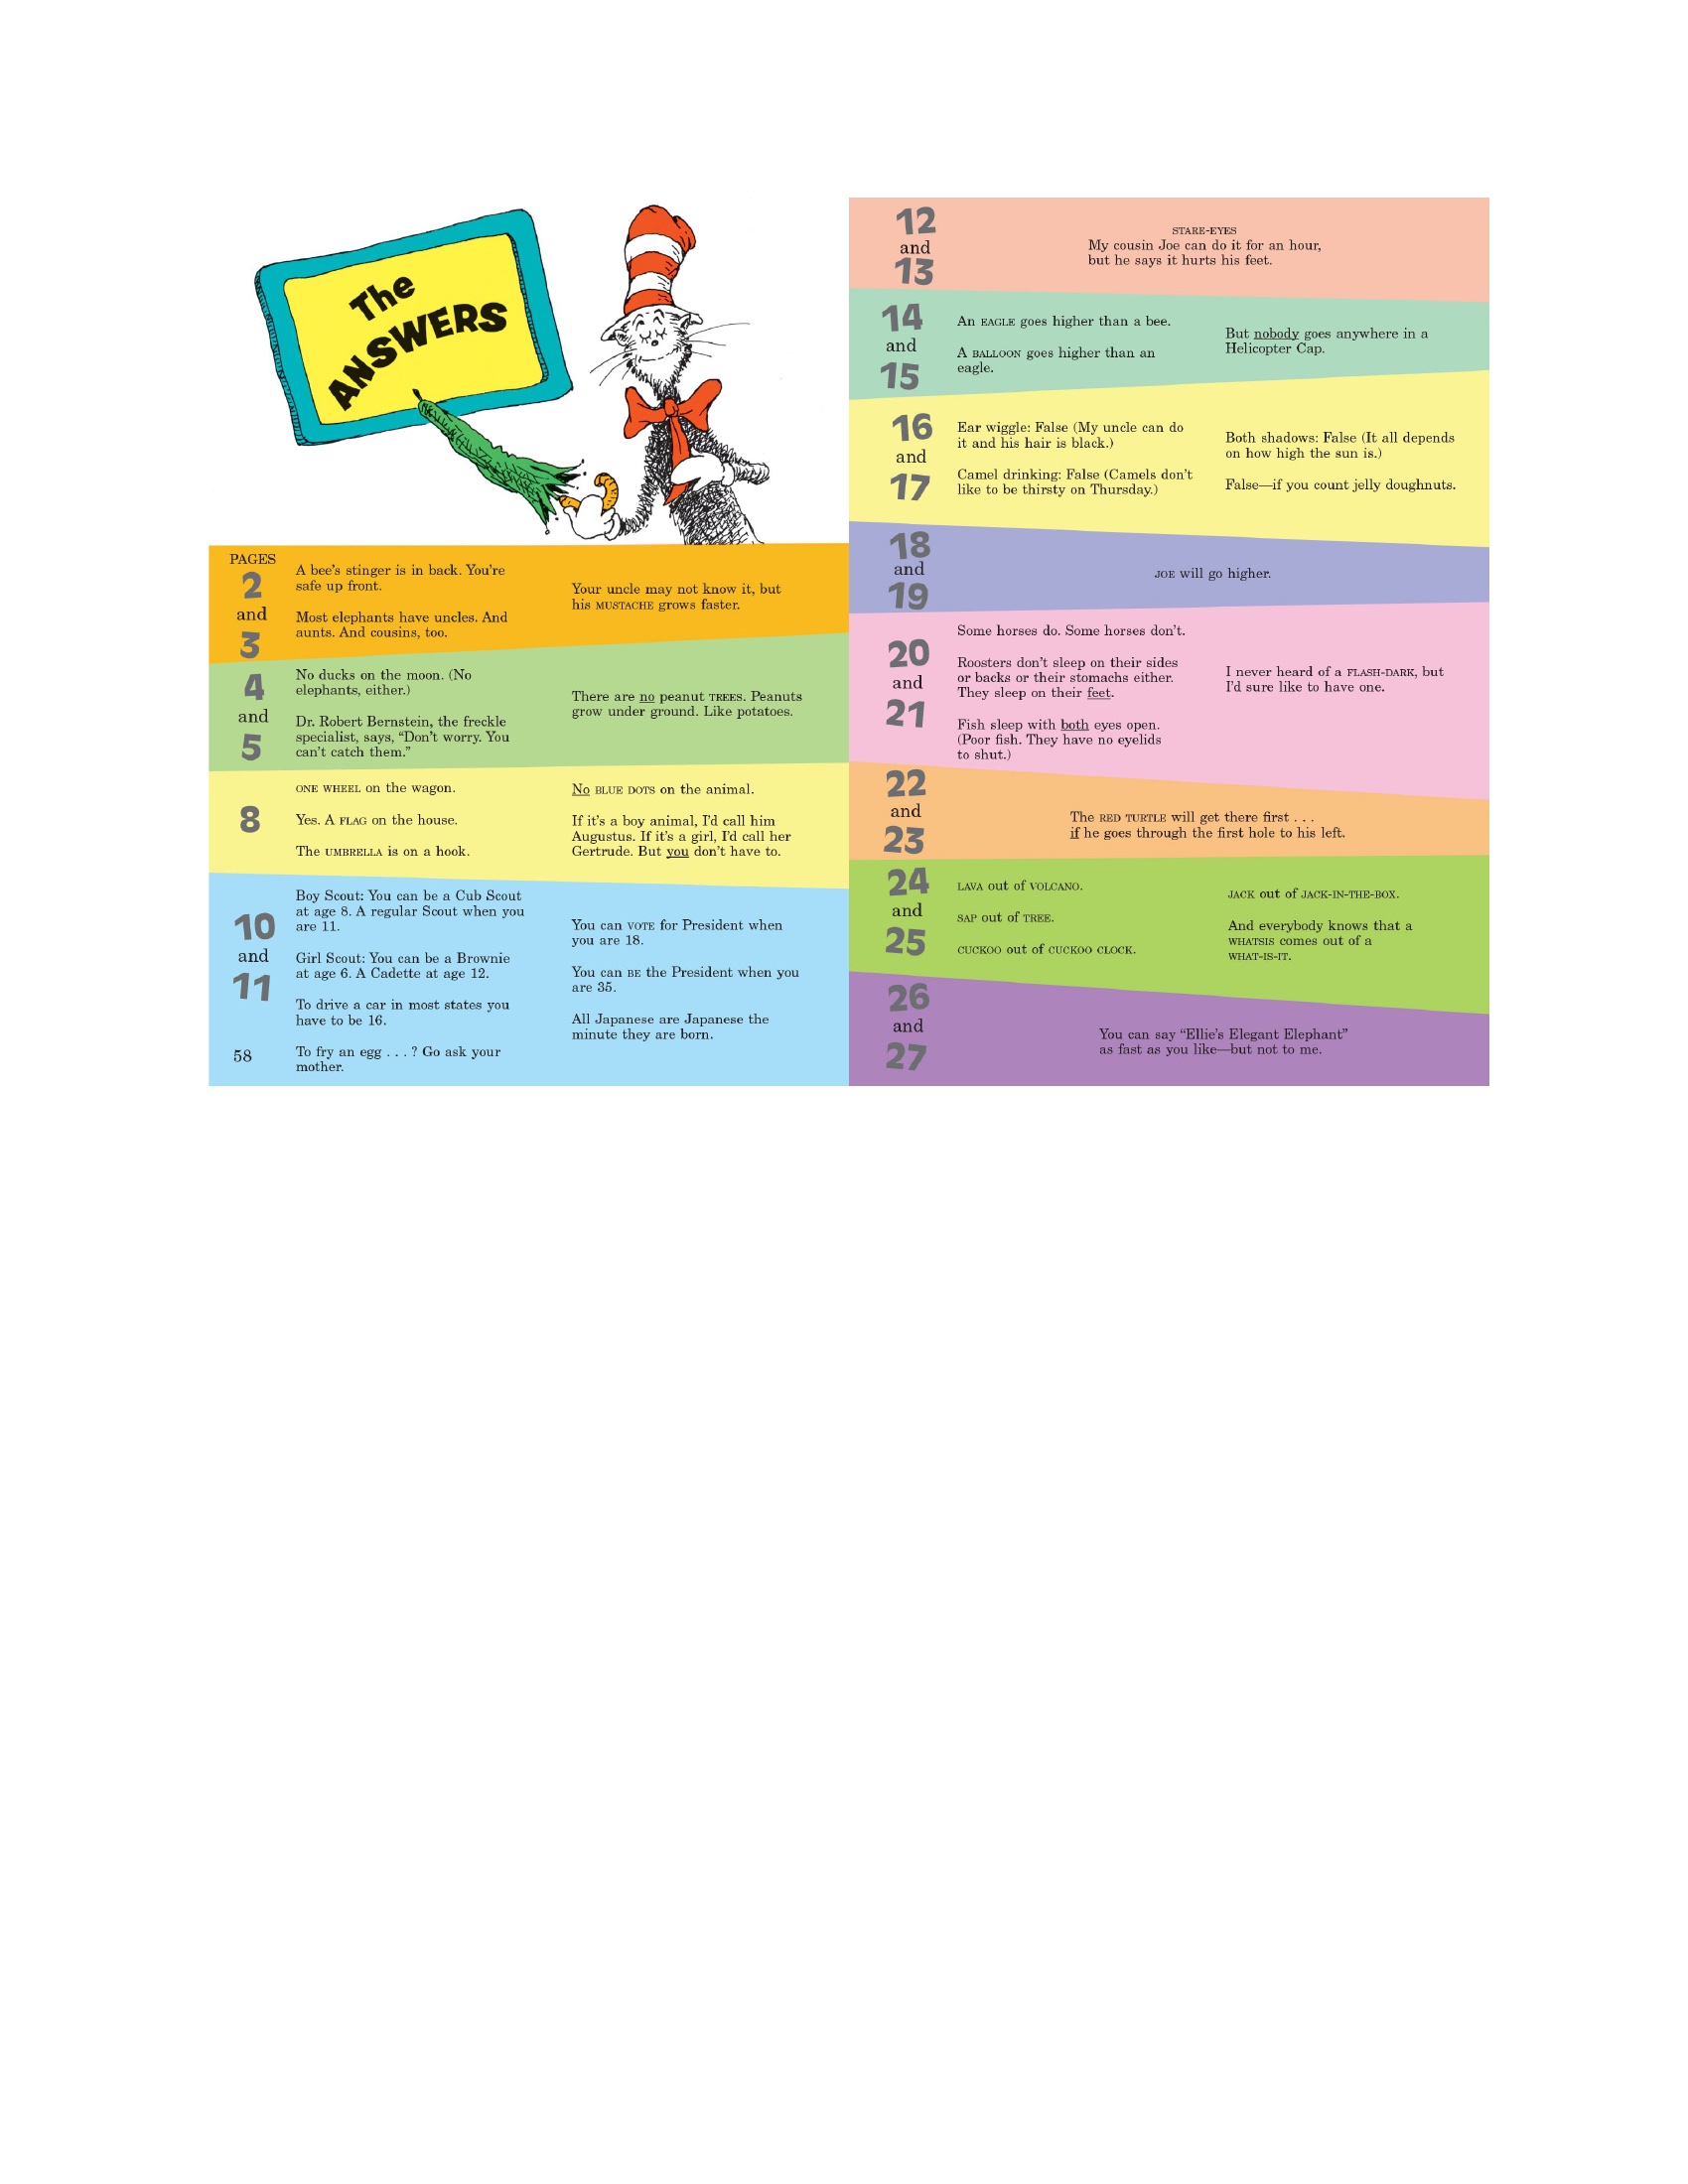 The
ANSWERS
PAGES
2
and
3
A bee's stinger is in back. You're
safe up front.
Most elephants have uncles. And
aunts. And cousins, too.
Your uncle may not know it, but
his MUSTACHE grows faster.
4
and
5
No ducks on the moon. (No
elephants, either.)
Dr. Robert Bernstein, the freckle
specialist, says, “Don't worry. You
can't catch them.”
There are no peanut TREES. Peanuts
grow under ground. Like potatoes.
8
ONE WHEEL on the wagon.
Yes. A FLAG on the house.
The UMBRELLA is on a hook.
No BLUE DOTS on the animal.
If it's a boy animal, I'd call him
Augustus. If it's a girl, I'd call her
Gertrude. But you don't have to.
10
and
11
Boy Scout: You can be a Cub Scout
at age 8. A regular Scout when you
are 11.
Girl Scout: You can be a Brownie
at age 6. A Cadette at age 12.
To drive a car in most states you
have to be 16.
To fry an egg . . . ? Go ask your
mother.
You can VOTE for President when
you are 18.
You can BE the President when you
are 35.
All Japanese are Japanese the
minute they are born.
58
12
and
13
STARE-EYES
My cousin Joe can do it for an hour,
but he says it hurts his feet.
14
and
15
An EAGLE goes higher than a bee.
A BALLOON goes higher than an
eagle.
But nobody goes anywhere in a
Helicopter Cap.
16
and
17
Ear wiggle: False (My uncle can do
it and his hair is black.)
Camel drinking: False (Camels don't
like to be thirsty on Thursday.)
Both shadows: False (It all depends
on how high the sun is.)
False—if you count jelly doughnuts.
18
and
19
JOE will go higher.
20
and
21
Some horses do. Some horses don't.
Roosters don't sleep on their sides
or backs or their stomachs either.
They sleep on their feet.
Fish sleep with both eyes open.
(Poor fish. They have no eyelids
to shut.)
I never heard of a FLASH-DARK, but
I'd sure like to have one.
22
and
23
The RED TURTLE will get there first . . .
if he goes through the first hole to his left.
24
and
25
LAVA out of VOLCANO.
SAP out of TREE.
CUCKOO out of CUCKOO CLOCK.
JACK out of JACK-IN-THE-BOX.
And everybody knows that a
WHATSIS comes out of a
WHAT-IS-IT.
26
and
27
You can say “Ellie's Elegant Elephant”
as fast as you like—but not to me.